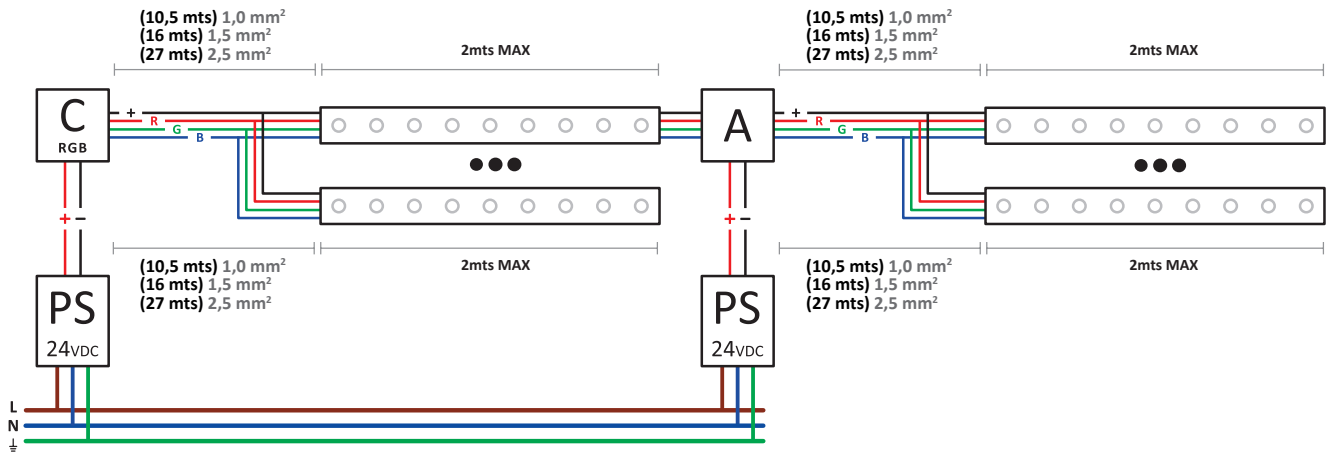 (10,5 mts) 1,0 mm²
(16 mts) 1,5 mm²
(27 mts) 2,5 mm²
2mts MAX
(10,5 mts) 1,0 mm²
(16 mts) 1,5 mm²
(27 mts) 2,5 mm²
2mts MAX
C
RGB
+
R
G
B
A
+
R
G
B
+ −
+ −
(10,5 mts) 1,0 mm²
(16 mts) 1,5 mm²
(27 mts) 2,5 mm²
2mts MAX
(10,5 mts) 1,0 mm²
(16 mts) 1,5 mm²
(27 mts) 2,5 mm²
2mts MAX
PS
24VDC
PS
24VDC
L
N
⏚